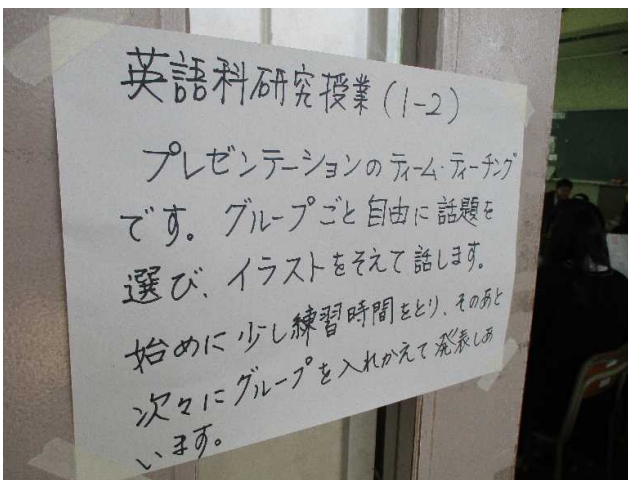 英語科研究授業(1-2)
プレゼンテーションのティーム・ティーチング
です。グループごと自由に話題を
選び、イラストをそえて話します。
始めに少し練習時間をとり、そのあと
次々にグループを入れかえて発表しあ
います。